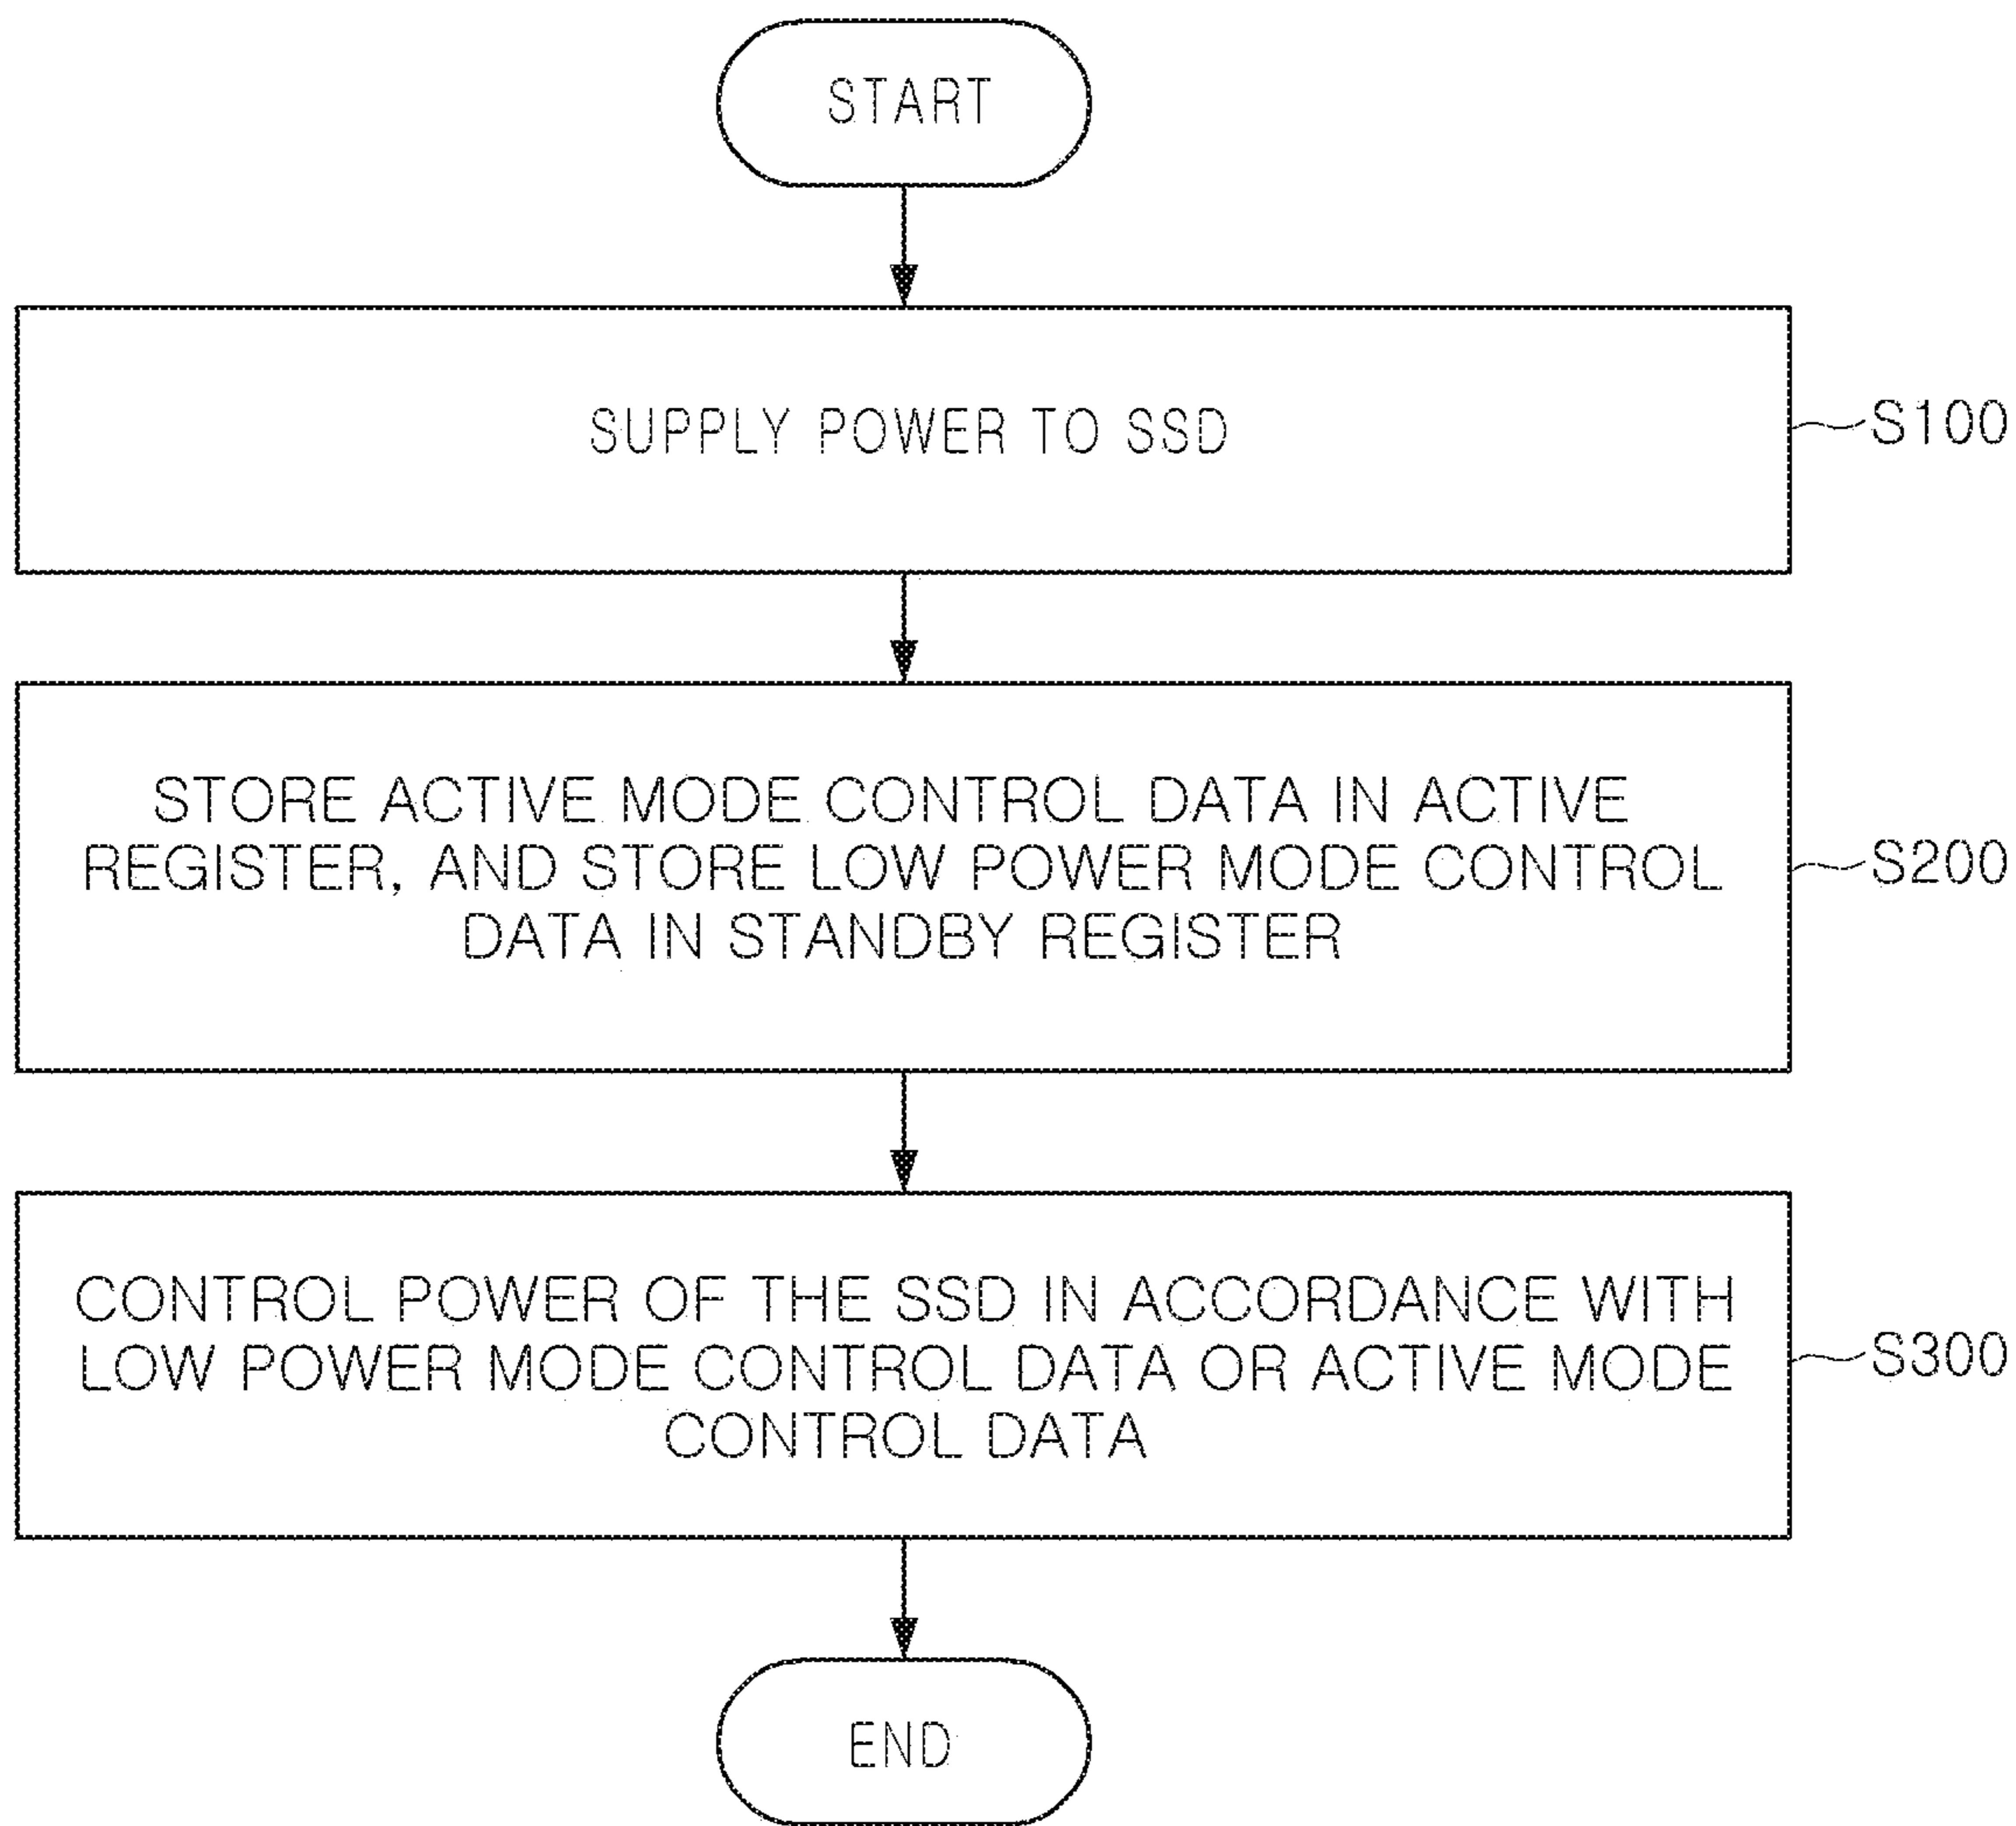 START
SUPPLY POWER TO SSD
S100
STORE ACTIVE MODE CONTROL DATA IN ACTIVE
REGISTER, AND STORE LOW POWER MODE CONTROL
DATA IN STANDBY REGISTER
S200
CONTROL POWER OF THE SSD IN ACCORDANCE WITH
LOW POWER MODE CONTROL DATA OR ACTIVE MODE
CONTROL DATA
S300
END